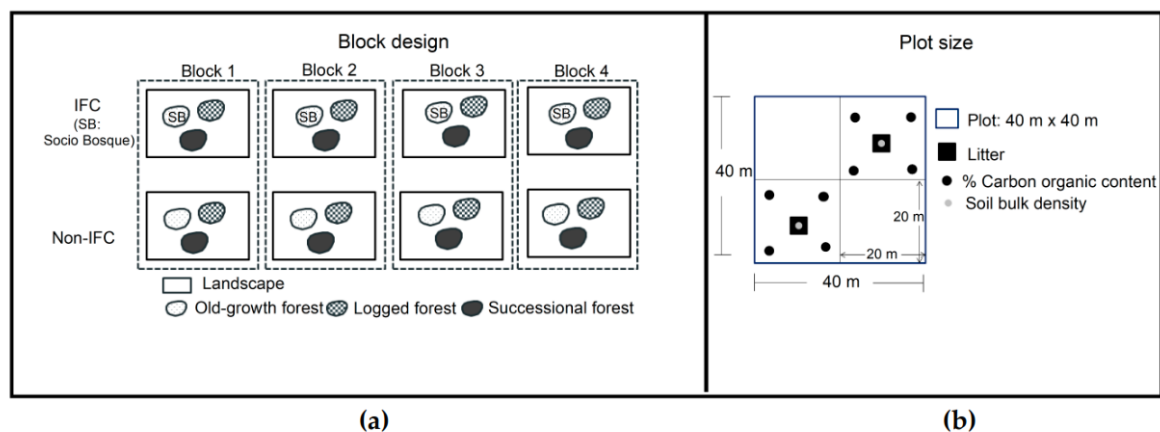 Block design
Block 1 Block 2 Block 3 Block 4
IFC
(SB:
Socio Bosque)
SB SB SB SB
Non-IFC
Landscape
Old-growth forest Logged forest Successional forest
(a)
Plot size
40 m
20 m
20 m
40 m
Plot: 40 m x 40 m
Litter
% Carbon organic content
Soil bulk density
(b)